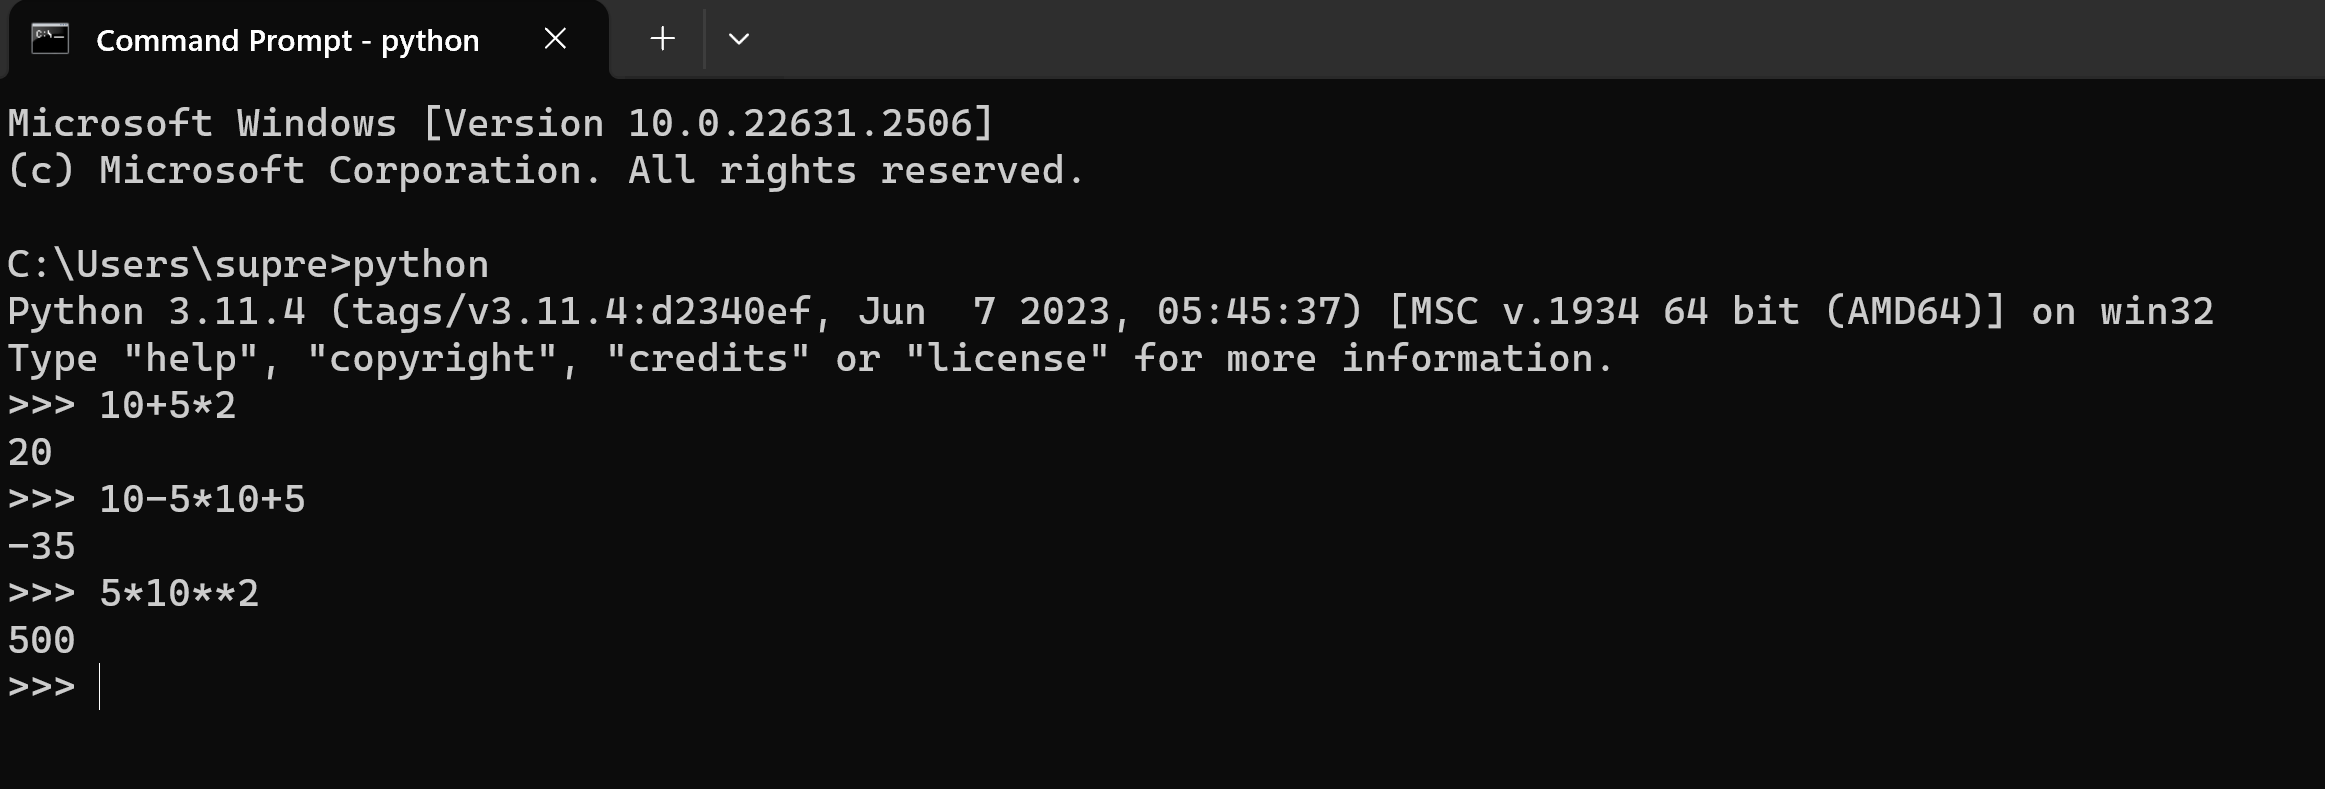 Command Prompt - python
Microsoft Windows [Version 10.0.22631.2506]
(c) Microsoft Corporation. All rights reserved.
C:\Users\supre>python
Python 3.11.4 (tags/v3.11.4:d2340ef, Jun  7 2023, 05:45:37) [MSC v.1934 64 bit (AMD64)] on win32
Type "help", "copyright", "credits" or "license" for more information.
>>> 10+5*2
20
>>> 10-5*10+5
-35
>>> 5*10**2
500
>>>